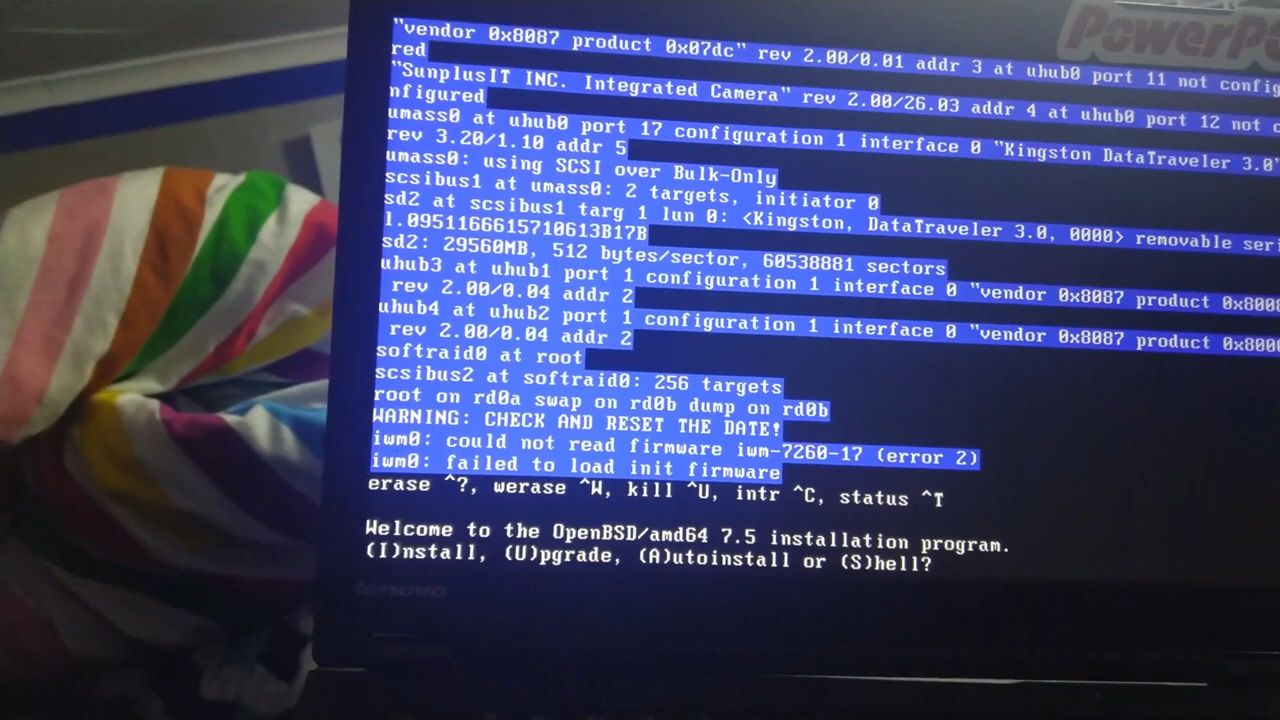 PowerPo
"vendor 0x8087 product 0x07dc" rev 2.00/0.01 addr 3 at uhub0 port 11 not config
red
"SunplusIT INC. Integrated Camera" rev 2.00/26.03 addr 4 at uhub0 port 12 not c
nfigured
umass0 at uhub0 port 17 configuration 1 interface 0 "Kingston DataTraveler 3.0"
rev 3.20/1.10 addr 5
umass0: using SCSI over Bulk-Only
scsibus1 at umass0: 2 targets, initiator 0
sd2 at scsibus1 targ 1 lun 0: <Kingston, DataTraveler 3.0, 0000> removable seri
l.0951166615710613B17B
sd2: 29560MB, 512 bytes/sector, 60538881 sectors
uhub3 at uhub1 port 1 configuration 1 interface 0 "vendor 0x8087 product 0x8008
rev 2.00/0.04 addr 2
uhub4 at uhub2 port 1 configuration 1 interface 0 "vendor 0x8087 product 0x8000
rev 2.00/0.04 addr 2
softraid0 at root
scsibus2 at softraid0: 256 targets
root on rd0a swap on rd0b dump on rd0b
WARNING: CHECK AND RESET THE DATE!
iwm0: could not read firmware iwm-7260-17 (error 2)
iwm0: failed to load init firmware
erase ^?, werase ^W, kill ^U, intr ^C, status ^T
Welcome to the OpenBSD/amd64 7.5 installation program.
(I)nstall, (U)pgrade, (A)utoinstall or (S)hell?
lenovo